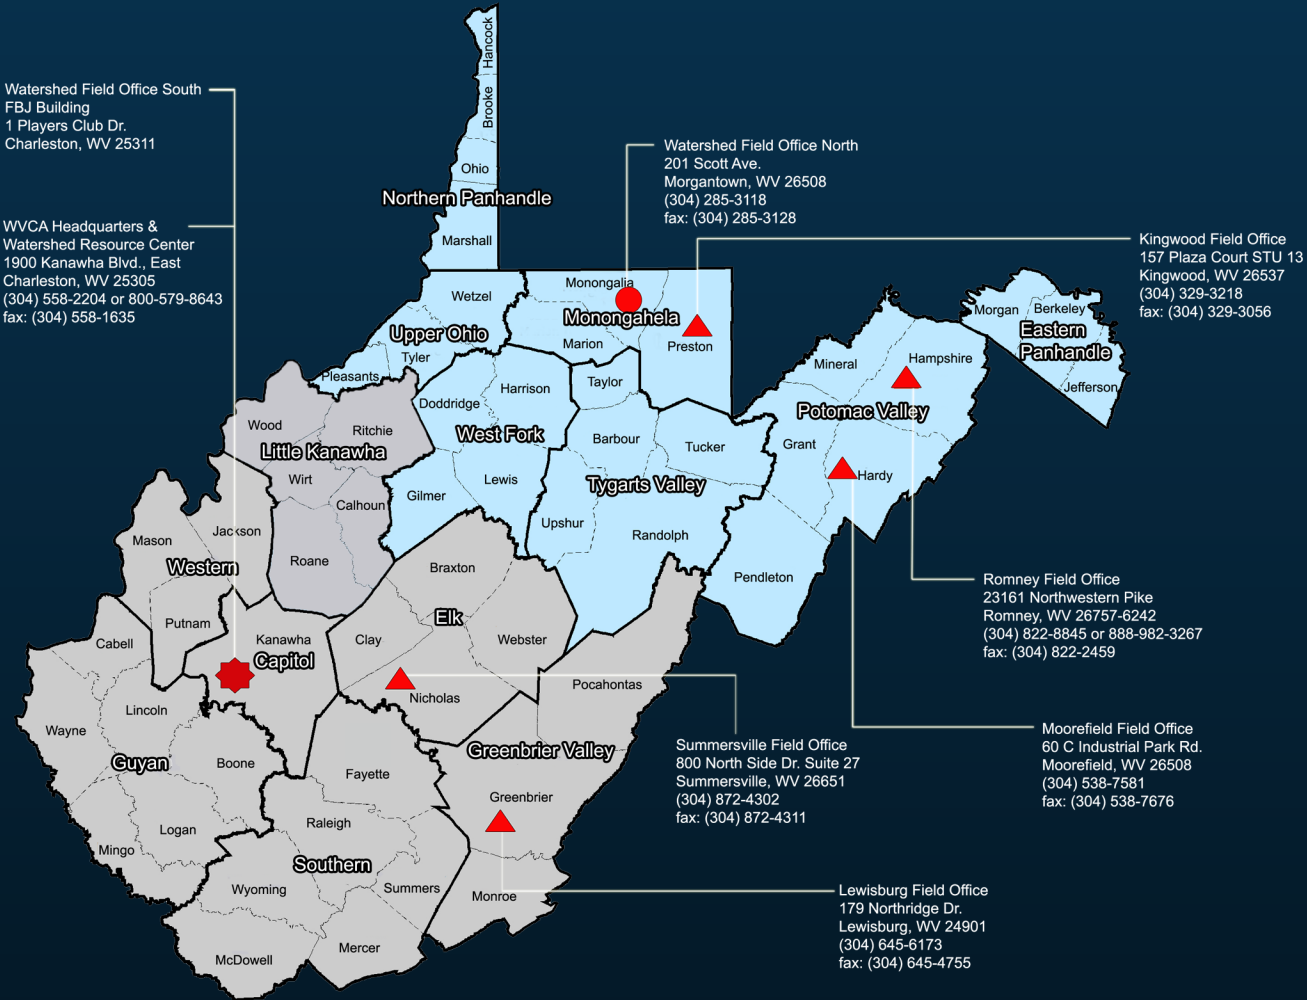 Watershed Field Office South
FBJ Building
1 Players Club Dr.
Charleston, WV 25311
WVCA Headquarters &
Watershed Resource Center
1900 Kanawha Blvd., East
Charleston, WV 25305
(304) 558-2204 or 800-579-8643
fax: (304) 558-1635
Watershed Field Office North
201 Scott Ave.
Morgantown, WV 26508
(304) 285-3118
fax: (304) 285-3128
Kingwood Field Office
157 Plaza Court STU 13
Kingwood, WV 26537
(304) 329-3218
fax: (304) 329-3056
Romney Field Office
23161 Northwestern Pike
Romney, WV 26757-6242
(304) 822-8845 or 888-982-3267
fax: (304) 822-2459
Moorefield Field Office
60 C Industrial Park Rd.
Moorefield, WV 26508
(304) 538-7581
fax: (304) 538-7676
Summersville Field Office
800 North Side Dr. Suite 27
Summersville, WV 26651
(304) 872-4302
fax: (304) 872-4311
Lewisburg Field Office
179 Northridge Dr.
Lewisburg, WV 24901
(304) 645-6173
fax: (304) 645-4755
Hancock
Brooke
Ohio
Northern Panhandle
Marshall
Wetzel
Upper Ohio
Tyler
Pleasants
Monongalia
Monongahela
Marion
Preston
Morgan
Berkeley
Eastern
Panhandle
Jefferson
Mineral
Hampshire
Potomac Valley
Grant
Hardy
Pendleton
Doddridge
Harrison
West Fork
Gilmer
Lewis
Taylor
Barbour
Tucker
Tygarts Valley
Upshur
Randolph
Wood
Ritchie
Little Kanawha
Wirt
Calhoun
Roane
Mason
Jackson
Western
Putnam
Kanawha
Capitol
Braxton
Elk
Clay
Webster
Nicholas
Pocahontas
Greenbrier Valley
Greenbrier
Monroe
Cabell
Lincoln
Wayne
Guyan
Boone
Logan
Mingo
Fayette
Raleigh
Southern
Wyoming
Summers
Mercer
McDowell